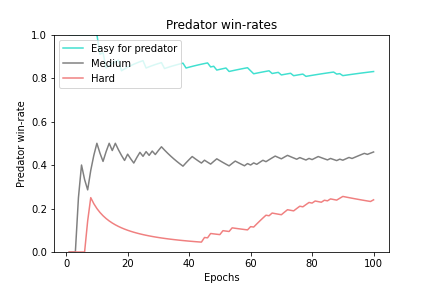 Predator win-rates
1.0
0.8
0.6
0.4
0.2
0.0
Predator win-rate
Easy for predator
Medium
Hard
0
20
40
60
80
100
Epochs